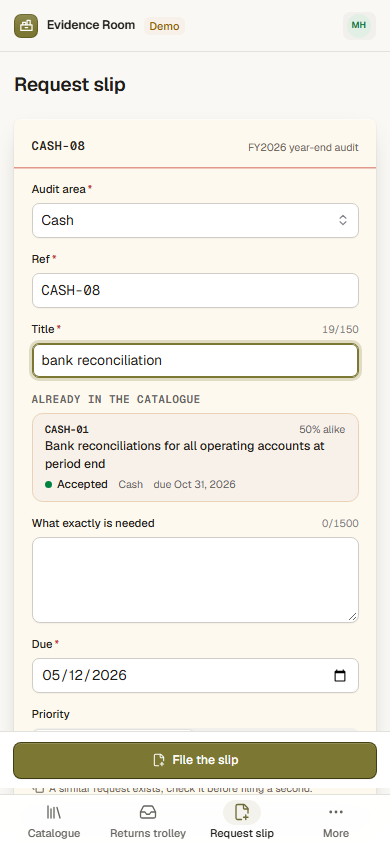 Evidence Room Demo MH
Request slip
CASH-08 FY2026 year-end audit
Audit area *
Cash
Ref *
CASH-08
Title * 19/150
bank reconciliation
ALREADY IN THE CATALOGUE
CASH-01 50% alike
Bank reconciliations for all operating accounts at
period end
Accepted Cash due Oct 31, 2026
What exactly is needed 0/1500
Due *
05/12/2026
Priority
File the slip
A similar request exists, check it before filing a second.
Catalogue Returns trolley Request slip More